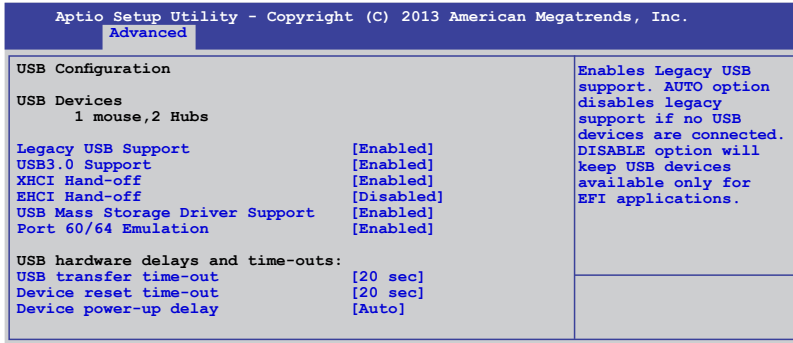 Aptio Setup Utility - Copyright (C) 2013 American Megatrends, Inc.
Advanced
USB Configuration
USB Devices
1 mouse,2 Hubs
Legacy USB Support [Enabled]
USB3.0 Support [Enabled]
XHCI Hand-off [Enabled]
EHCI Hand-off [Disabled]
USB Mass Storage Driver Support [Enabled]
Port 60/64 Emulation [Enabled]
USB hardware delays and time-outs:
USB transfer time-out [20 sec]
Device reset time-out [20 sec]
Device power-up delay [Auto]
Enables Legacy USB
support. AUTO option
disables legacy
support if no USB
devices are connected.
DISABLE option will
keep USB devices
available only for
EFI applications.